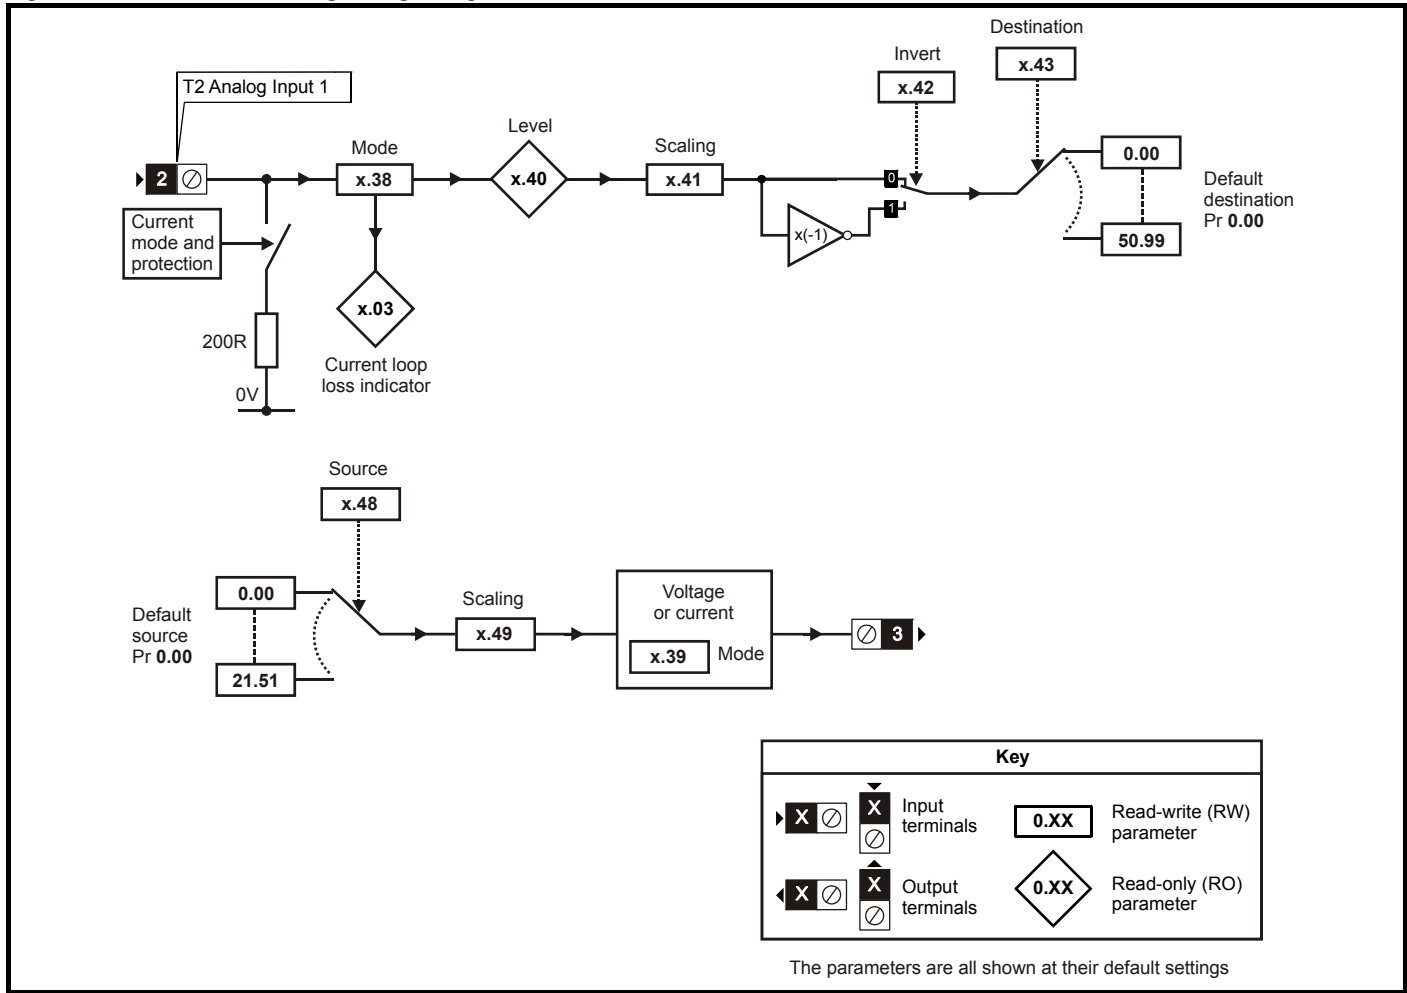 Destination
x.43
Invert
x.42
T2 Analog Input 1
Level
Mode
Scaling
2
x.38
x.40
x.41
0
1
x(-1)
0.00
50.99
Default
destination
Pr 0.00
Current
mode and
protection
x.03
200R
Current loop
loss indicator
0V
Source
x.48
0.00
21.51
Default
source
Pr 0.00
Scaling
x.49
Voltage
or current
x.39
Mode
3
Key
X
X
Input
terminals
0.XX
Read-write (RW)
parameter
X
X
Output
terminals
0.XX
Read-only (RO)
parameter
The parameters are all shown at their default settings